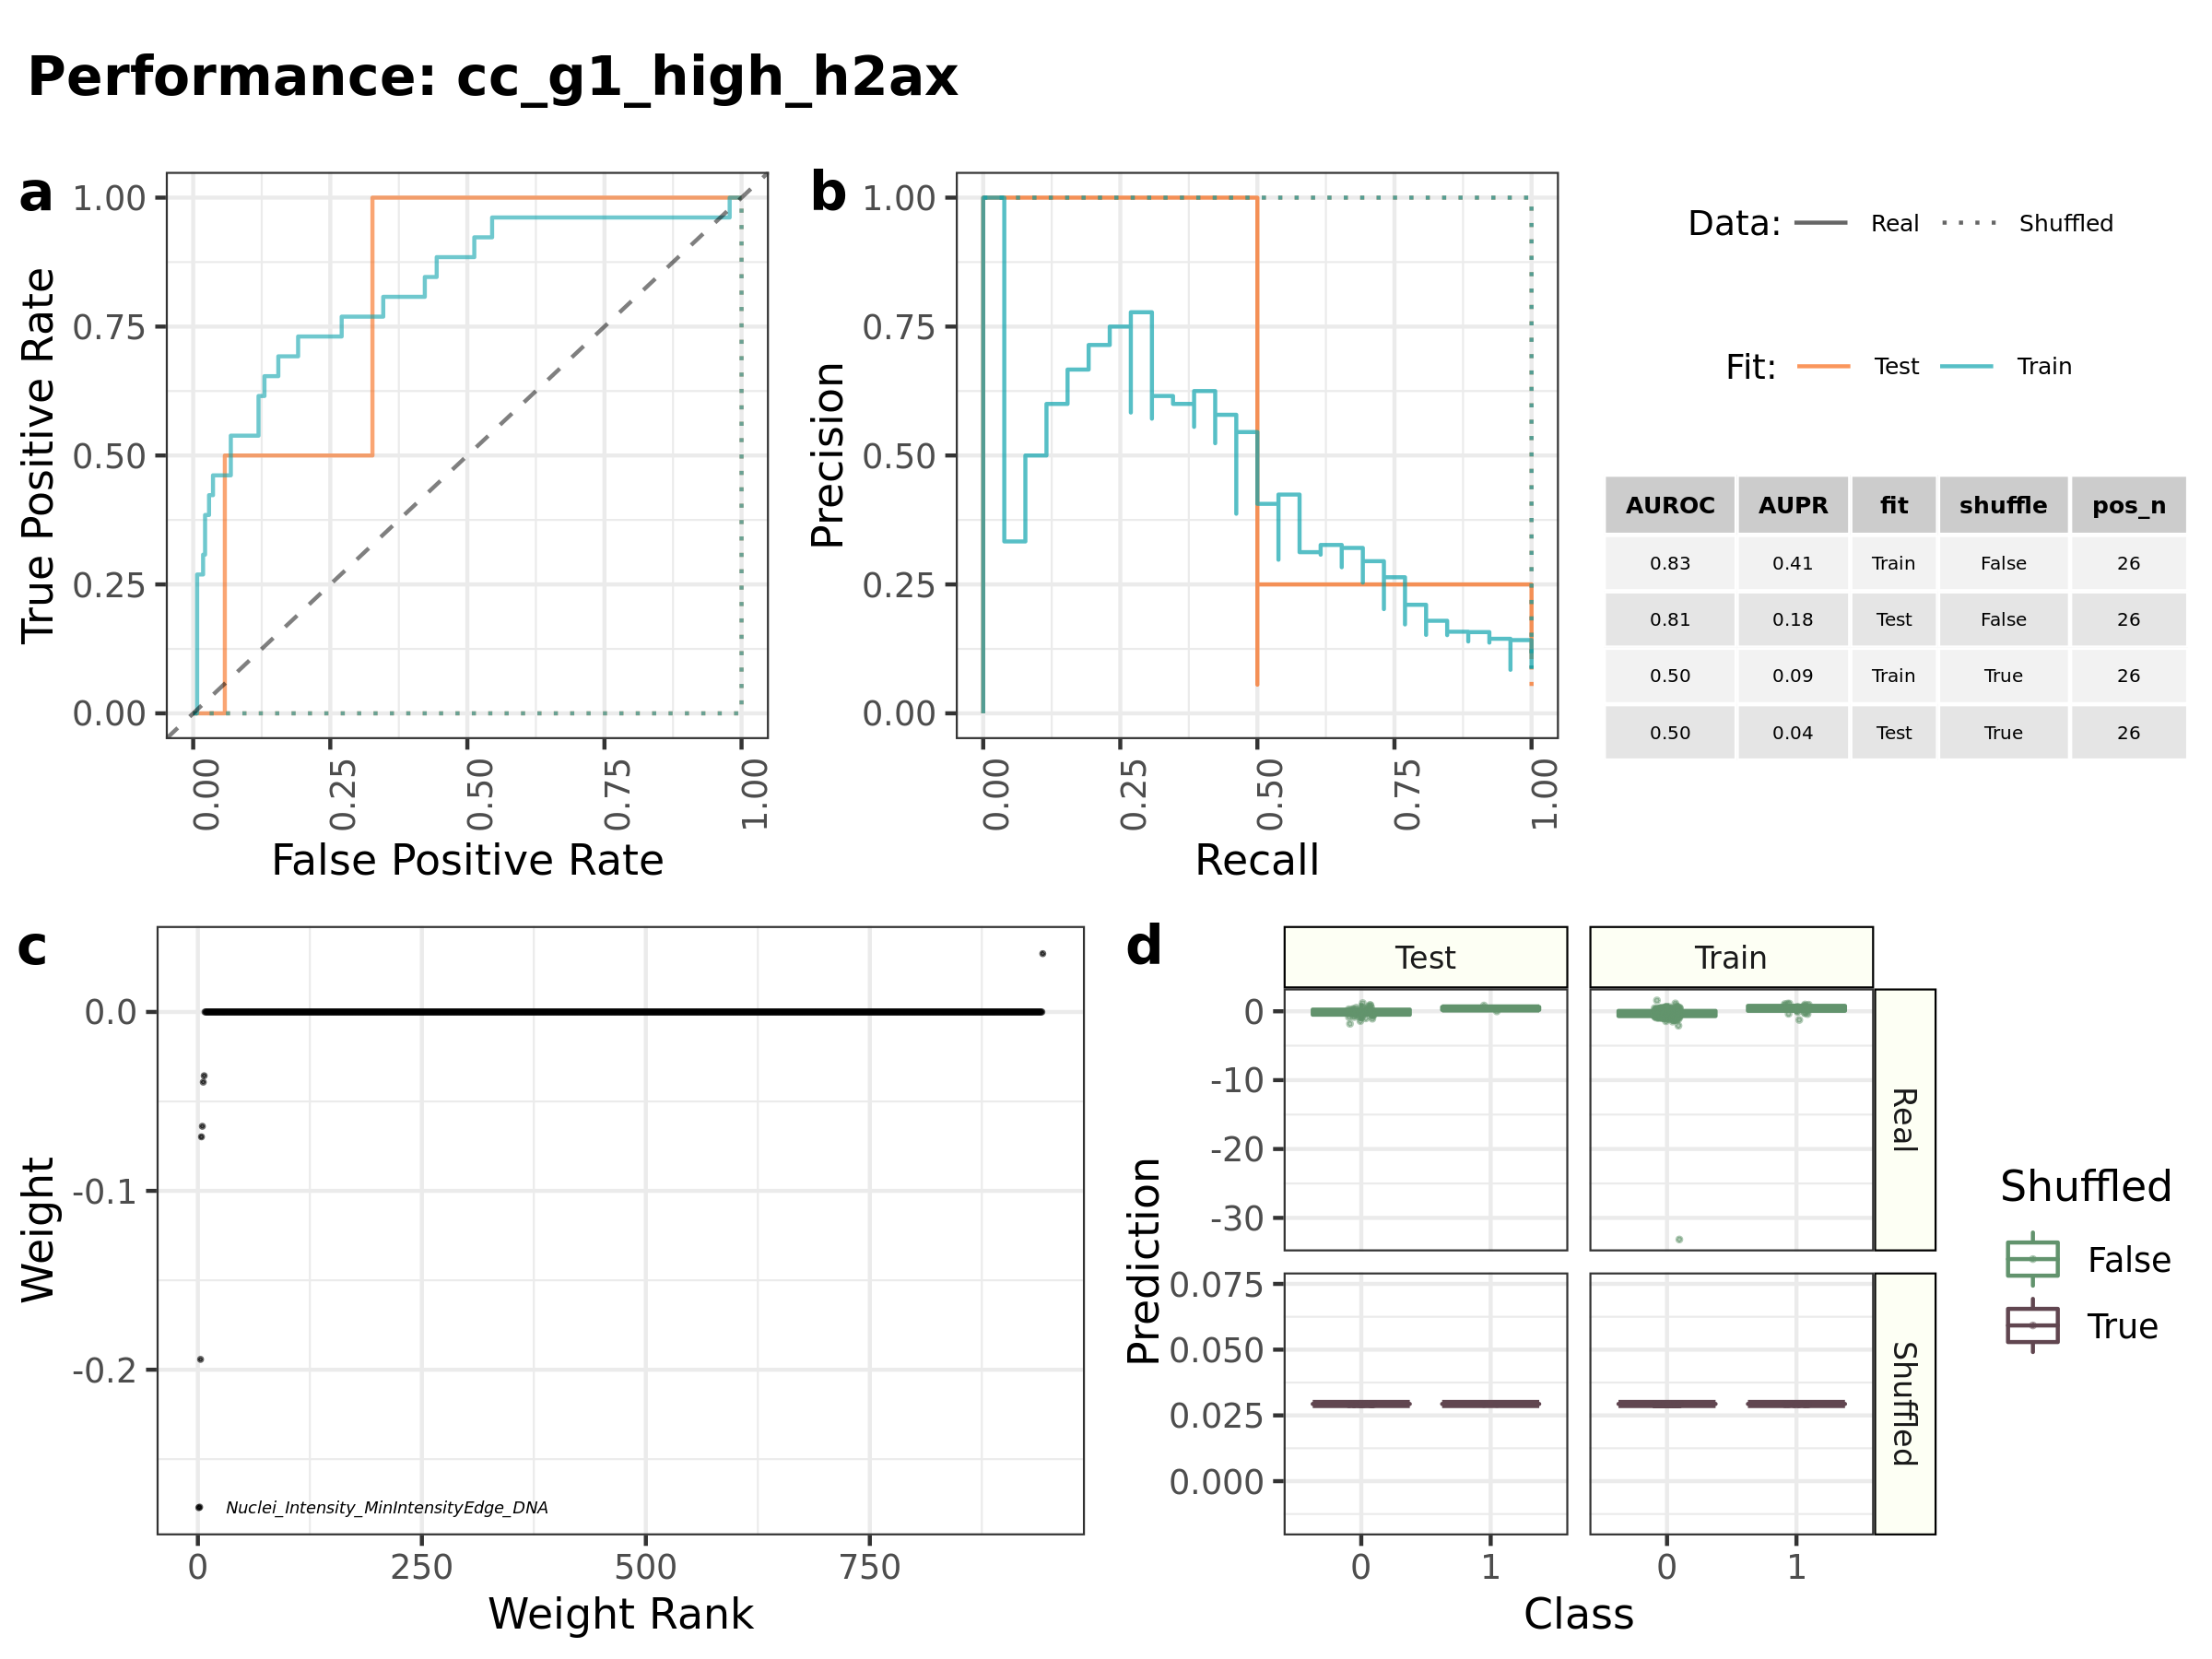 Performance: cc_g1_high_h2ax
a
1.00
0.75
0.50
0.25
0.00
True Positive Rate
0.00
0.25
0.50
0.75
1.00
False Positive Rate
b
1.00
0.75
0.50
0.25
0.00
Precision
0.00
0.25
0.50
0.75
1.00
Recall
Data: Real Shuffled
Fit: Test Train
AUROC AUPR fit shuffle pos_n
0.83 0.41 Train False 26
0.81 0.18 Test False 26
0.50 0.09 Train True 26
0.50 0.04 Test True 26
c
0.0
-0.1
-0.2
Weight
Nuclei_Intensity_MinIntensityEdge_DNA
0 250 500 750
Weight Rank
d
Test Train
0
-10
-20
-30
Real
Prediction
0.075
0.050
0.025
0.000
Shuffled
0 1 0 1
Class
Shuffled
False
True